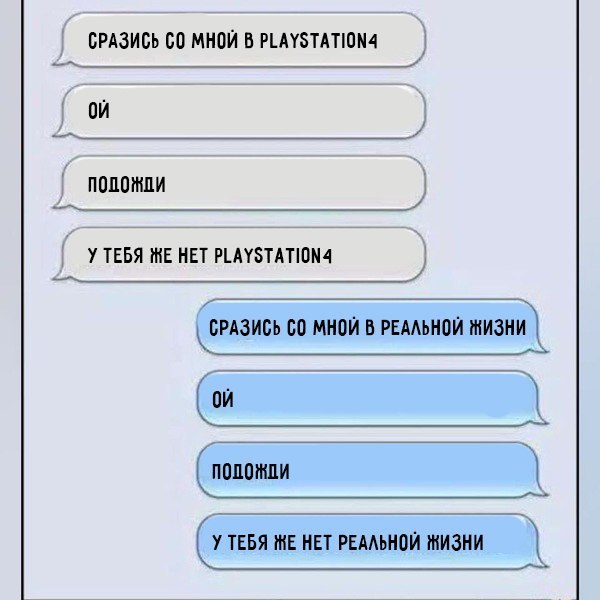 СРАЗИСЬ СО МНОЙ В PLAYSTATION4
ОЙ
ПОДОЖДИ
У ТЕБЯ ЖЕ НЕТ PLAYSTATION4
СРАЗИСЬ СО МНОЙ В РЕАЛЬНОЙ ЖИЗНИ
ОЙ
ПОДОЖДИ
У ТЕБЯ ЖЕ НЕТ РЕАЛЬНОЙ ЖИЗНИ